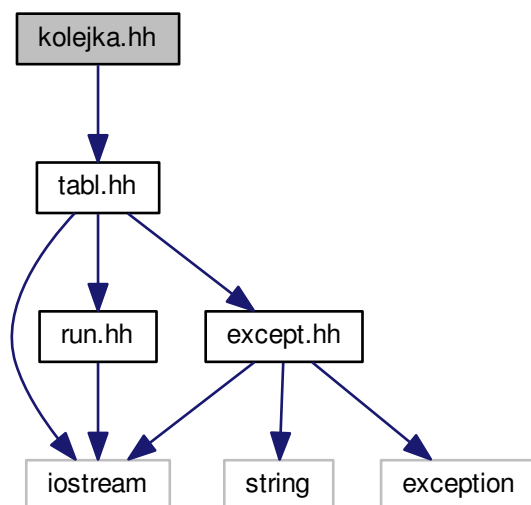 kolejka.hh
tabl.hh
run.hh
except.hh
iostream
string
exception